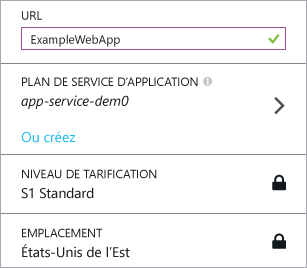 URL
ExampleWebApp
PLAN DE SERVICE D'APPLICATION
app-service-dem0
Ou créez
NIVEAU DE TARIFICATION
S1 Standard
EMPLACEMENT
États-Unis de l'Est